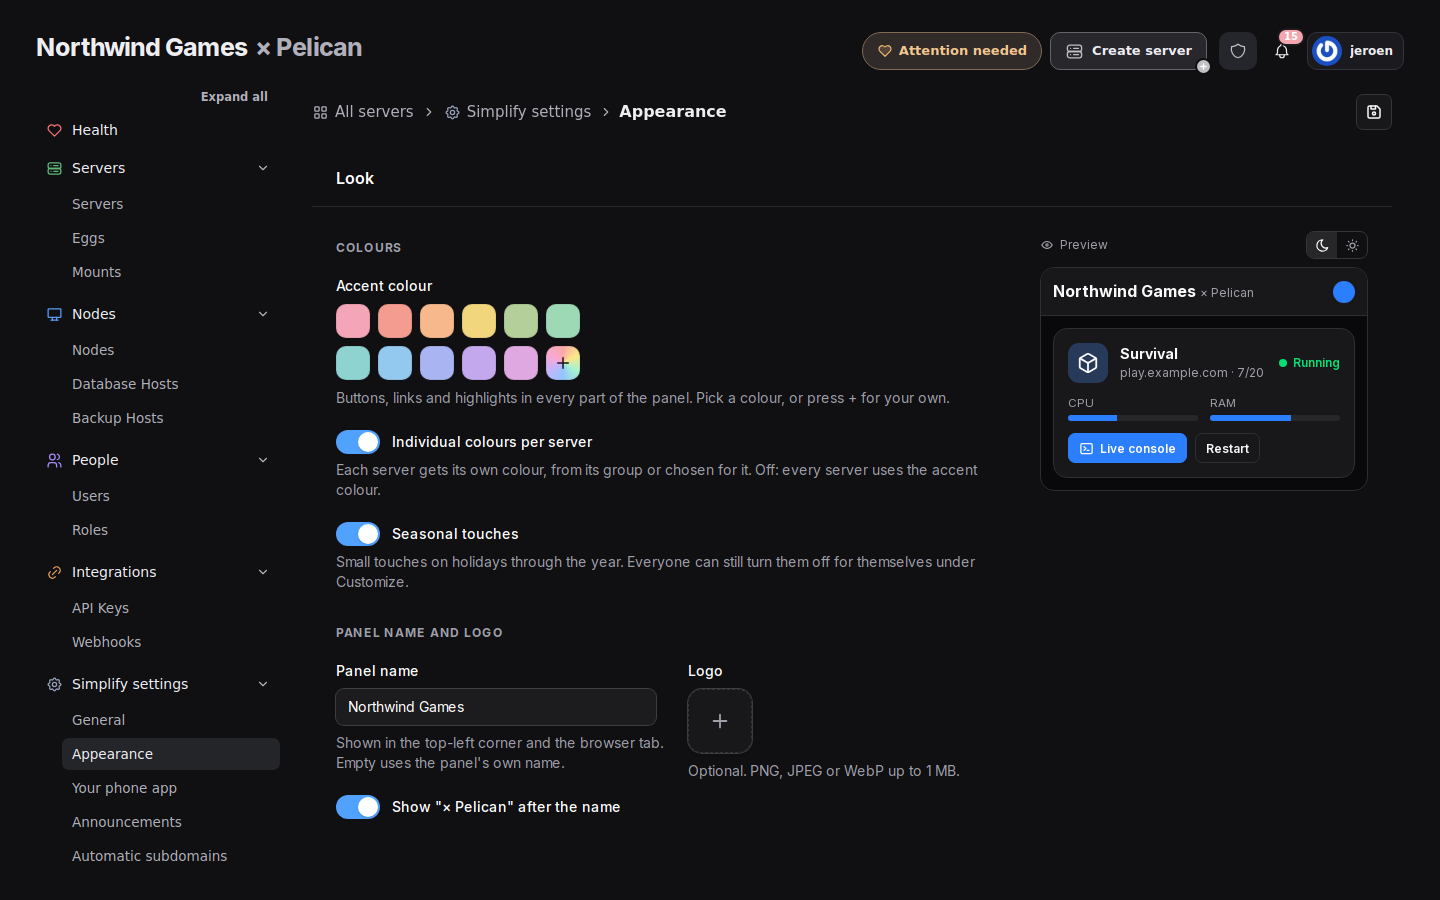 Northwind Games × Pelican
Attention needed
Create server
15
jeroen
Expand all
Health
Servers
Servers
Eggs
Mounts
Nodes
Nodes
Database Hosts
Backup Hosts
People
Users
Roles
Integrations
API Keys
Webhooks
Simplify settings
General
Appearance
Your phone app
Announcements
Automatic subdomains
All servers > Simplify settings > Appearance
Look
COLOURS
Accent colour
Buttons, links and highlights in every part of the panel. Pick a colour, or press + for your own.
Individual colours per server
Each server gets its own colour, from its group or chosen for it. Off: every server uses the accent
colour.
Seasonal touches
Small touches on holidays through the year. Everyone can still turn them off for themselves under
Customize.
PANEL NAME AND LOGO
Panel name
Northwind Games
Shown in the top-left corner and the browser tab.
Empty uses the panel's own name.
Logo
Optional. PNG, JPEG or WebP up to 1 MB.
Show "× Pelican" after the name
Preview
Northwind Games × Pelican
Survival
play.example.com · 7/20
Running
CPU
RAM
Live console
Restart